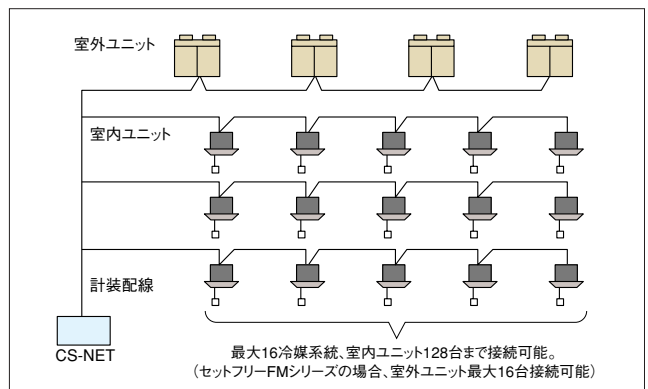 室外ユニット
室内ユニット
計装配線
CS-NET
最大16冷媒系統、室内ユニット128台まで接続可能。
（セットフリーFMシリーズの場合、室外ユニット最大16台接続可能）